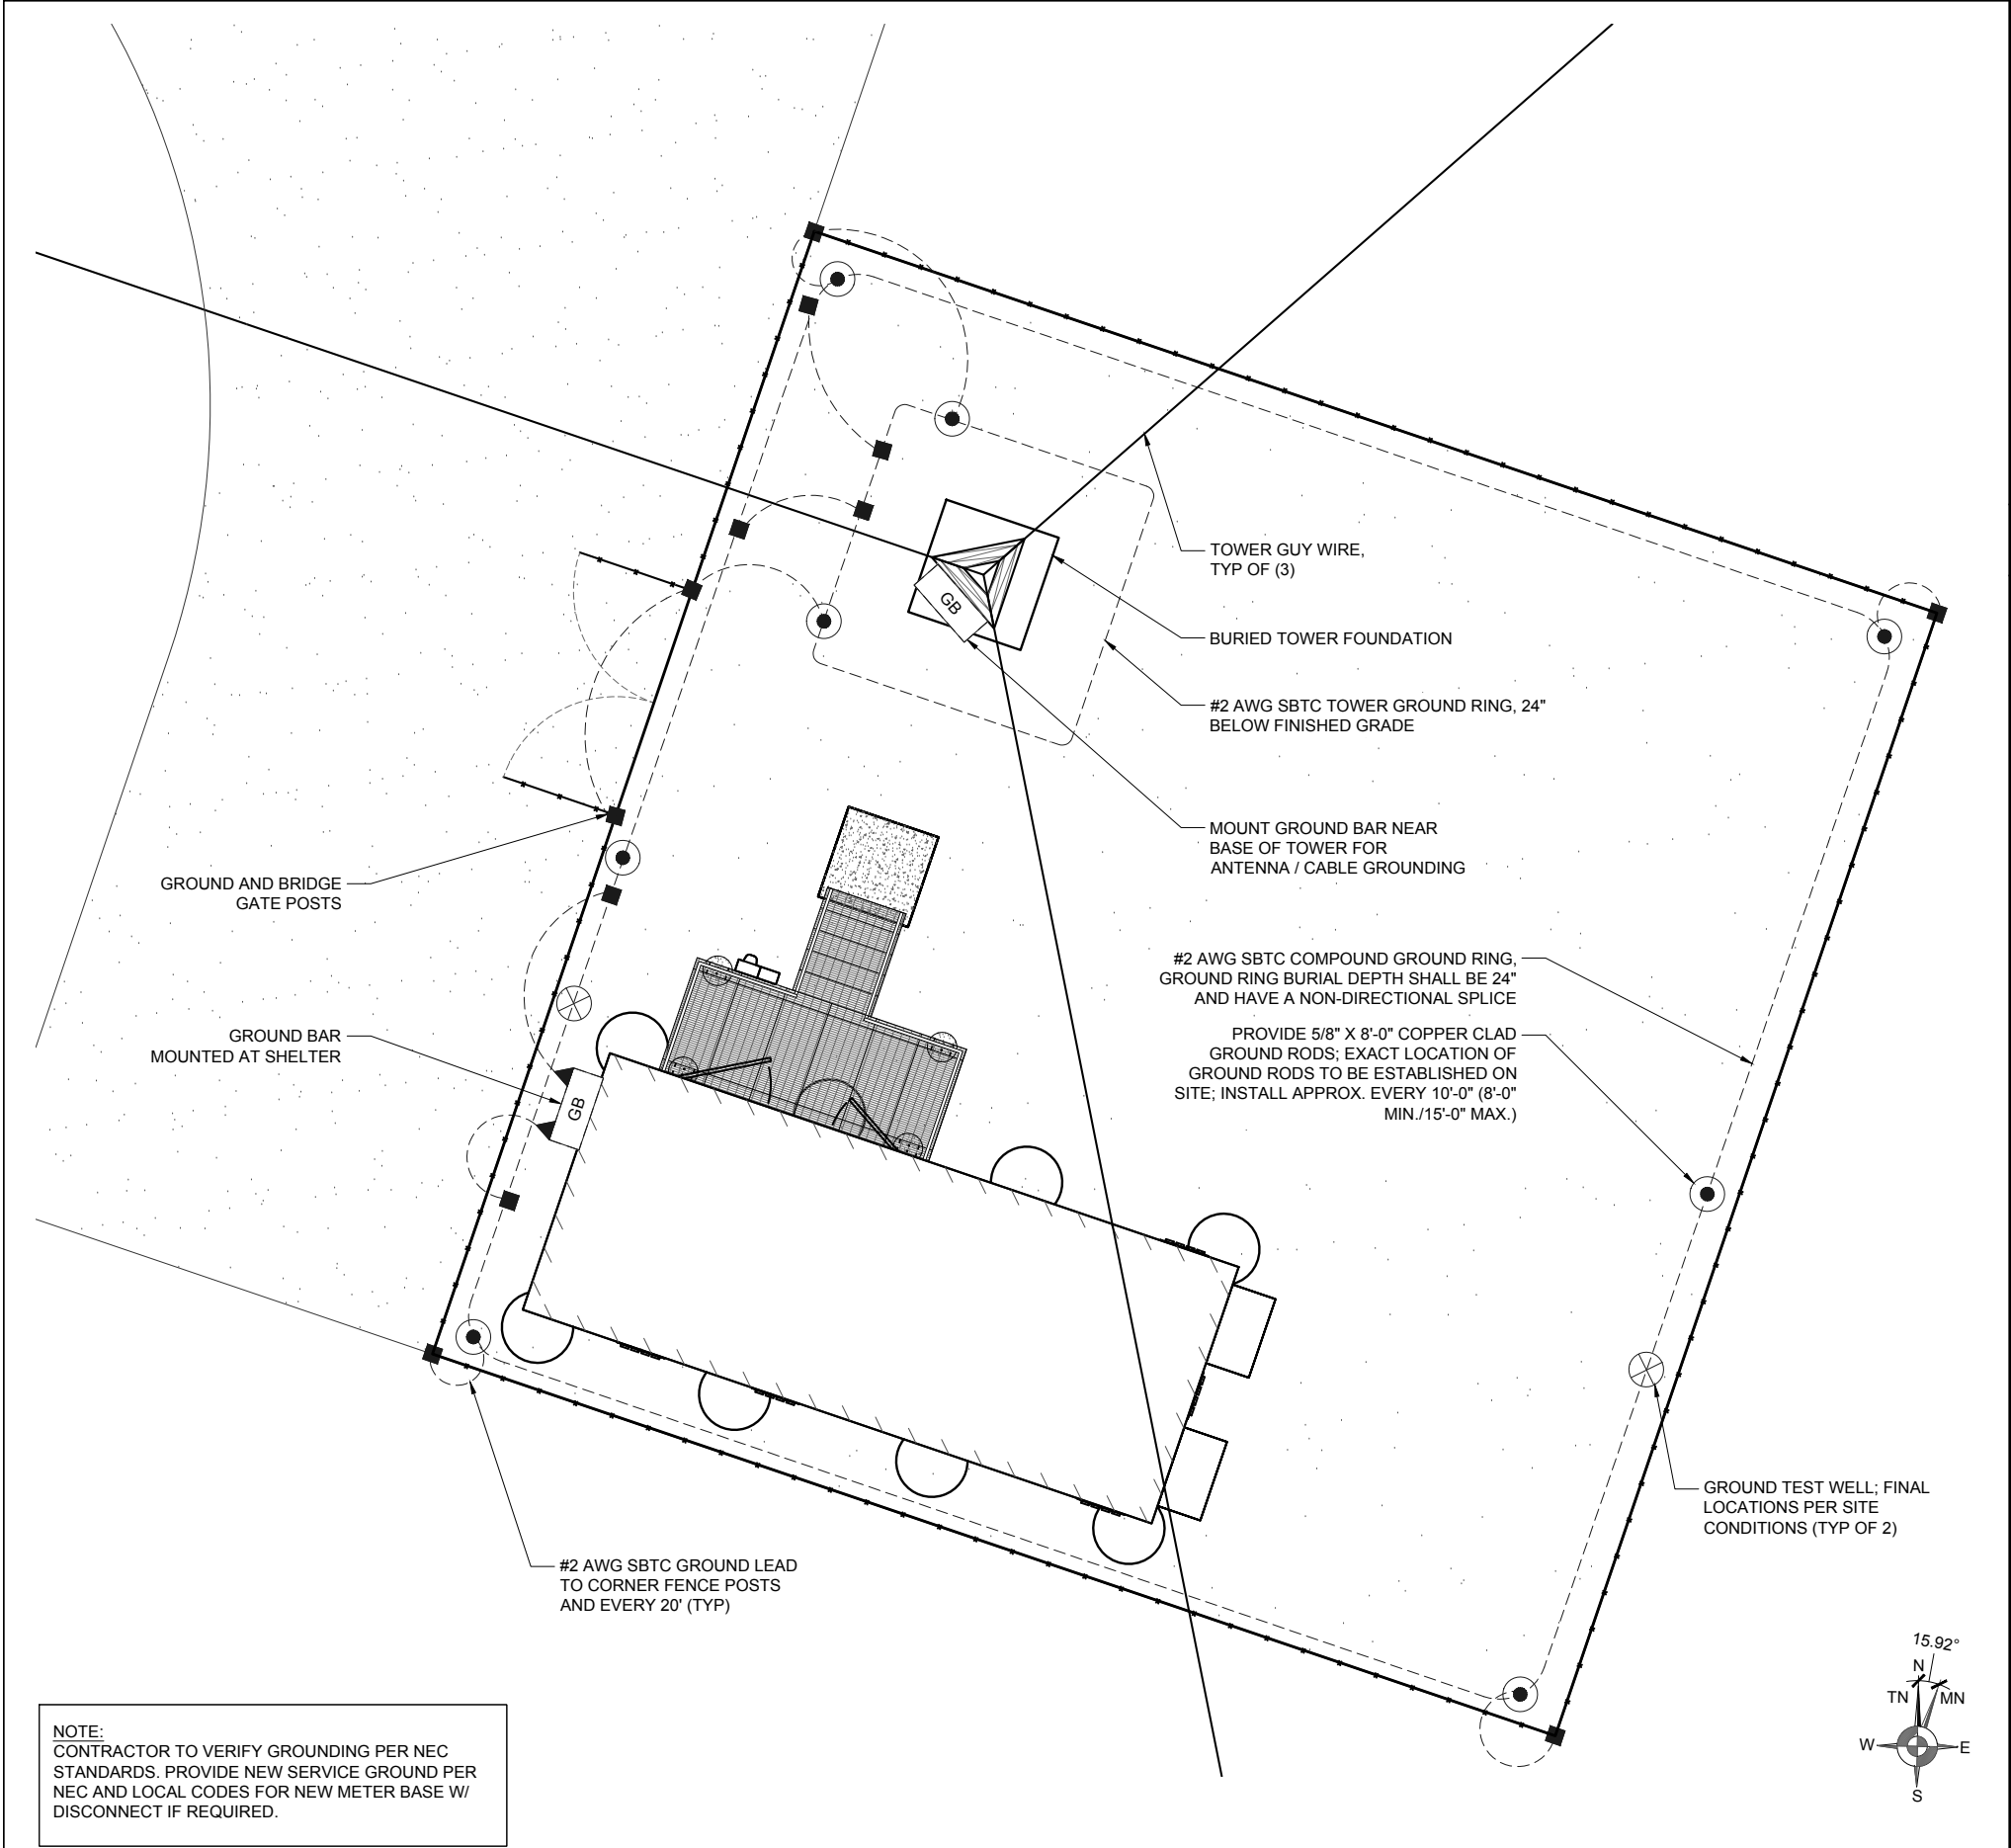 TOWER GUY WIRE,
TYP OF (3)
GB
BURIED TOWER FOUNDATION
#2 AWG SBTC TOWER GROUND RING, 24"
BELOW FINISHED GRADE
MOUNT GROUND BAR NEAR
BASE OF TOWER FOR
ANTENNA / CABLE GROUNDING
GROUND AND BRIDGE
GATE POSTS
#2 AWG SBTC COMPOUND GROUND RING,
GROUND RING BURIAL DEPTH SHALL BE 24"
AND HAVE A NON-DIRECTIONAL SPLICE
GROUND BAR
MOUNTED AT SHELTER
GB
PROVIDE 5/8" X 8'-0" COPPER CLAD
GROUND RODS; EXACT LOCATION OF
GROUND RODS TO BE ESTABLISHED ON
SITE; INSTALL APPROX. EVERY 10'-0" (8'-0"
MIN./15'-0" MAX.)
GROUND TEST WELL; FINAL
LOCATIONS PER SITE
CONDITIONS (TYP OF 2)
#2 AWG SBTC GROUND LEAD
TO CORNER FENCE POSTS
AND EVERY 20' (TYP)
15.92°
N
TN MN
W E
S
NOTE:
CONTRACTOR TO VERIFY GROUNDING PER NEC
STANDARDS. PROVIDE NEW SERVICE GROUND PER
NEC AND LOCAL CODES FOR NEW METER BASE W/
DISCONNECT IF REQUIRED.